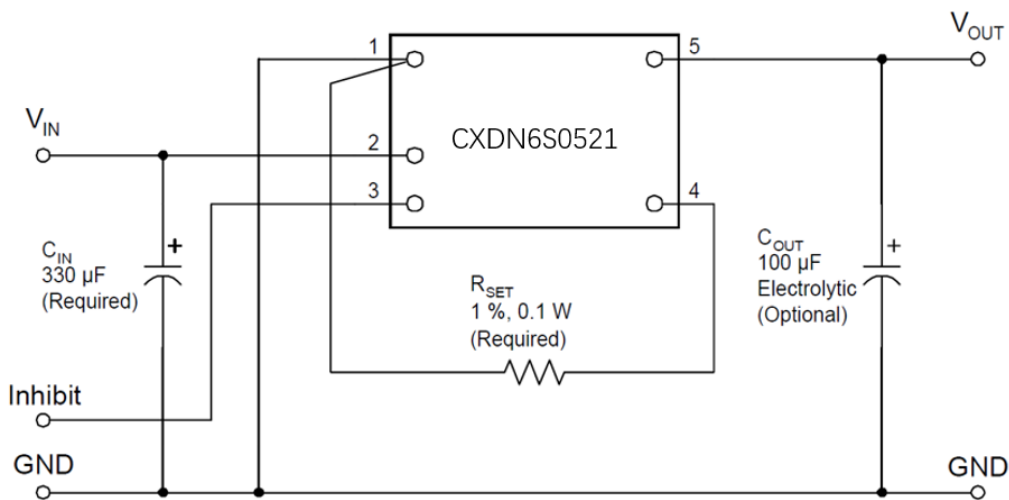 V_OUT
1
5
V_IN
CXDN6S0521
2
3
4
C_IN
330 µF
(Required)
+
R_SET
1 %, 0.1 W
(Required)
C_OUT
100 µF
Electrolytic
(Optional)
+
Inhibit
GND
GND